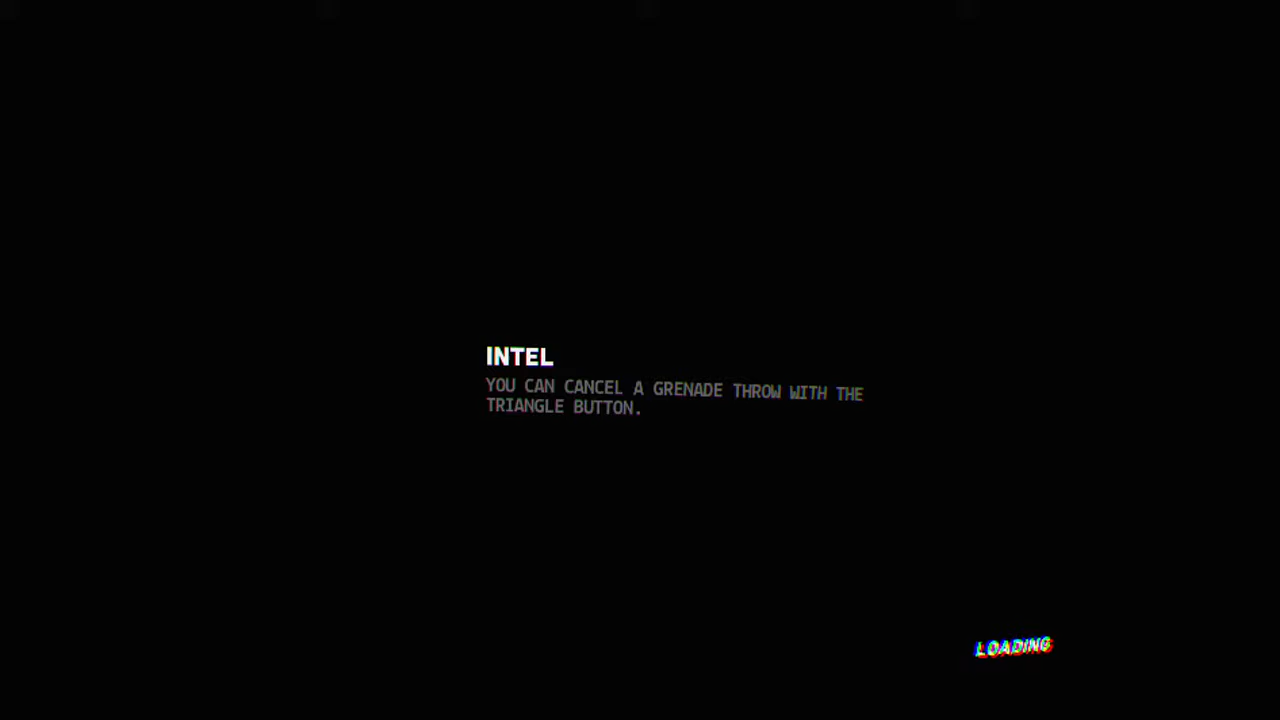 INTEL
YOU CAN CANCEL A GRENADE THROW WITH THE
TRIANGLE BUTTON.
LOADING